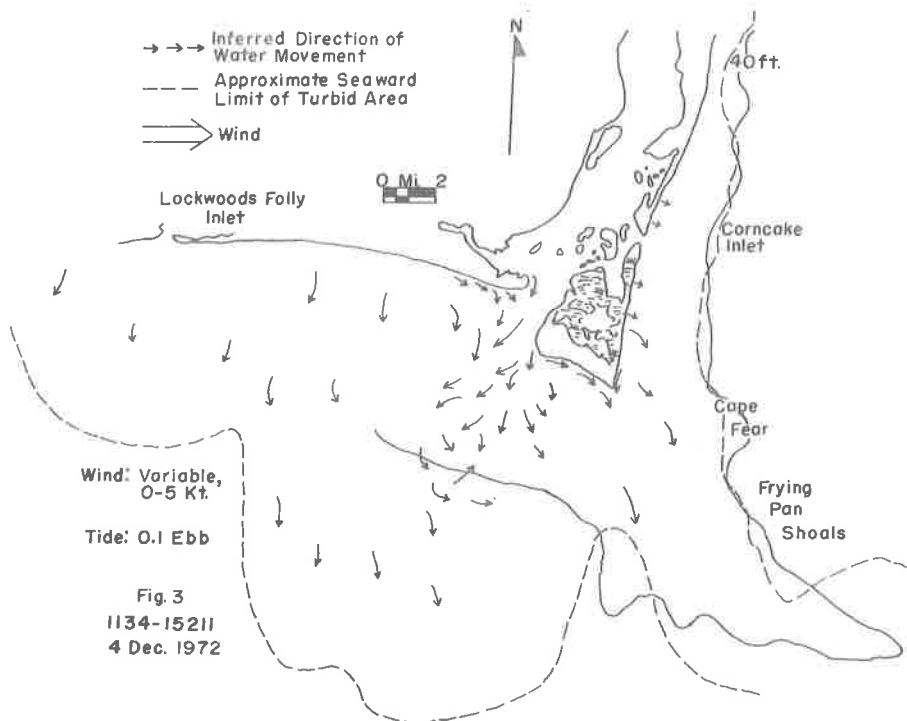 Inferred Direction of
Water Movement
Approximate Seaward
Limit of Turbid Area
Wind
N
40 ft.
0 Mi. 2
Lockwoods Folly
Inlet
Corncake
Inlet
Cape
Fear
Frying
Pan
Shoals
Wind: Variable,
0-5 Kt.
Tide: 0.1 Ebb
Fig. 3
1134-15211
4 Dec. 1972